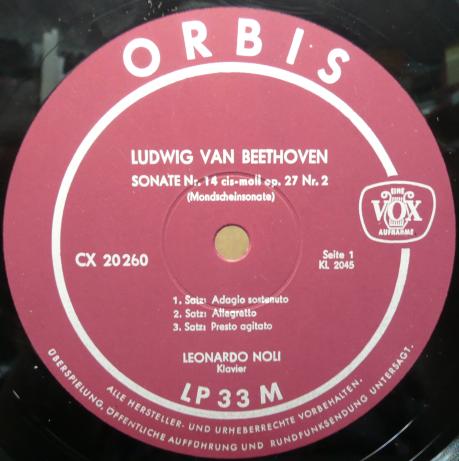 ORBIS
LUDWIG VAN BEETHOVEN
SONATE Nr. 14 cis-moll op. 27 Nr. 2
(Mondscheinsonate)
EINE
VOX
AUFNAHME
CX 20260
Seite 1
KL 2045
1. Satz: Adagio sostenuto
2. Satz: Allegretto
3. Satz: Presto agitato
LEONARDO NOLI
Klavier
LP 33 M
ALLE HERSTELLER- UND URHEBERRECHTE VORBEHALTEN.
ÜBERSPIELUNG, ÖFFENTLICHE AUFFÜHRUNG UND RUNDFUNKSENDUNG UNTERSAGT.